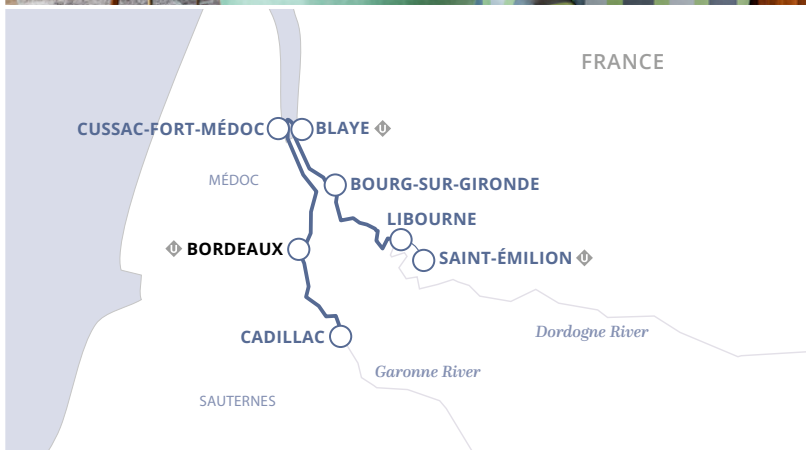 FRANCE
CUSSAC-FORT-MÉDOC
BLAYE
MÉDOC
BOURG-SUR-GIRONDE
LIBOURNE
BORDEAUX
SAINT-ÉMILION
CADILLAC
Dordogne River
Garonne River
SAUTERNES